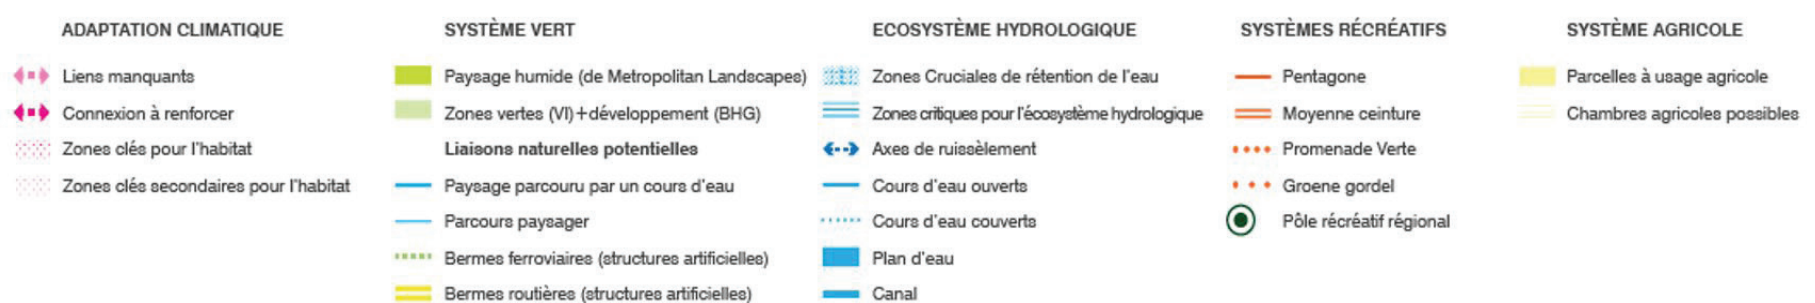 ADAPTATION CLIMATIQUE
Liens manquants
Connexion à renforcer
Zones clés pour l'habitat
Zones clés secondaires pour l'habitat
SYSTÈME VERT
Paysage humide (de Metropolitan Landscapes)
Zones vertes (VI)+développement (BHG)
Liaisons naturelles potentielles
Paysage parcouru par un cours d'eau
Parcours paysager
Bermes ferroviaires (structures artificielles)
Bermes routières (structures artificielles)
ECOSYSTÈME HYDROLOGIQUE
Zones Cruciales de rétention de l'eau
Zones critiques pour l'écosystème hydrologique
Axes de ruissèlement
Cours d'eau ouverts
Cours d'eau couverts
Plan d'eau
Canal
SYSTÈMES RÉCRÉATIFS
Pentagone
Moyenne ceinture
Promenade Verte
Groene gordel
Pôle récréatif régional
SYSTÈME AGRICOLE
Parcelles à usage agricole
Chambres agricoles possibles